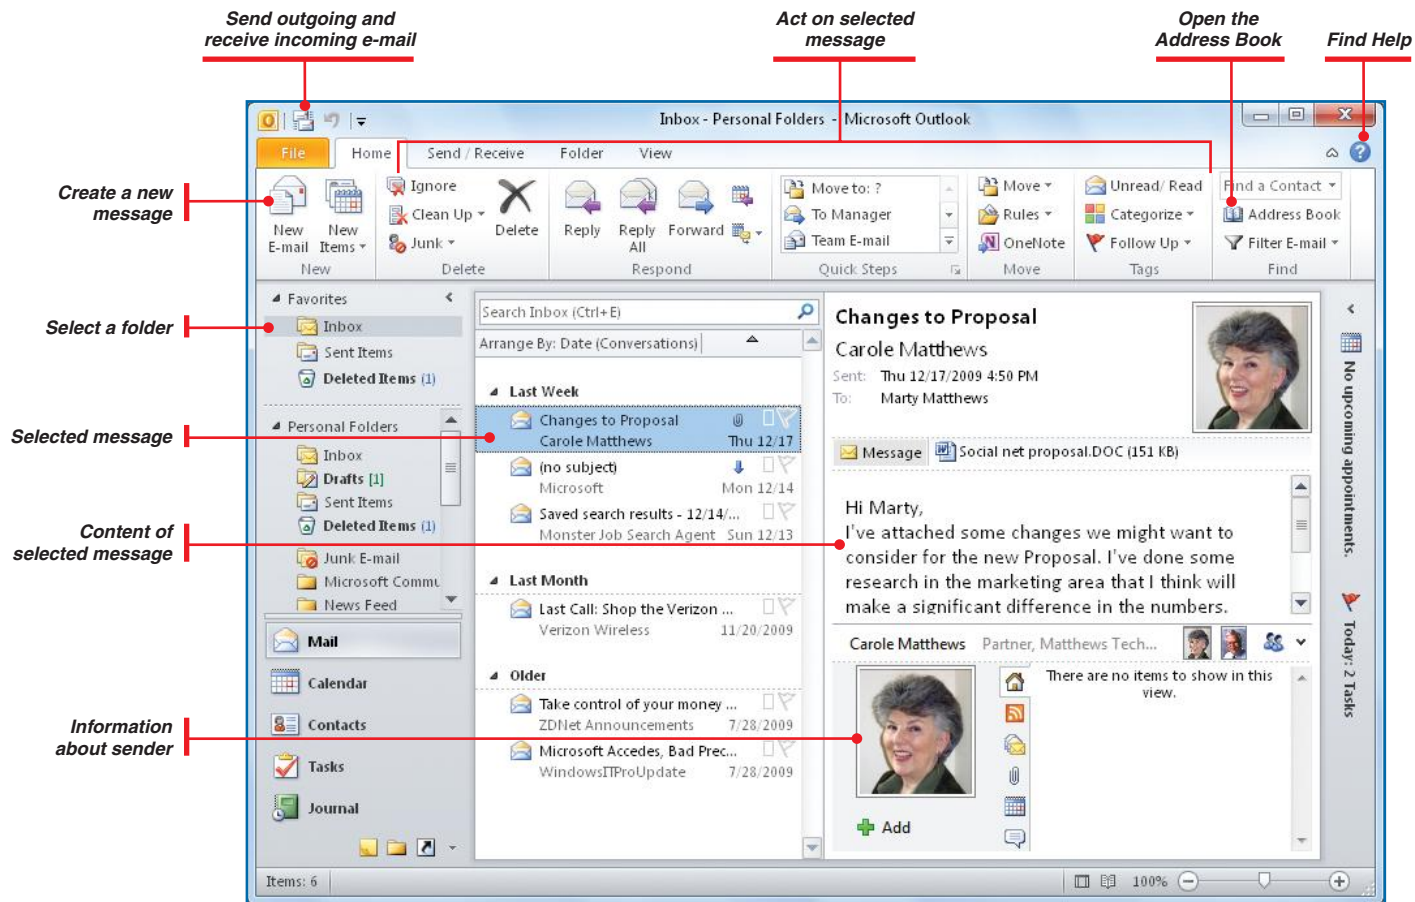 Send outgoing and
receive incoming e-mail
Act on selected
message
Open the
Address Book
Find Help
Inbox - Personal Folders - Microsoft Outlook
File Home Send / Receive Folder View
Create a new
message
New
E-mail
New
Items
New
Ignore
Clean Up
Junk
Delete
Delete
Reply
Reply
All
Forward
Respond
Move to: ?
To Manager
Team E-mail
Quick Steps
Move
Rules
OneNote
Move
Unread/ Read
Categorize
Follow Up
Tags
Find a Contact
Address Book
Filter E-mail
Find
Select a folder
Selected message
Content of
selected message
Information
about sender
Favorites
Inbox
Sent Items
Deleted Items (1)
Personal Folders
Inbox
Drafts [1]
Sent Items
Deleted Items (1)
Junk E-mail
Microsoft Commu
News Feed
Mail
Calendar
Contacts
Tasks
Journal
Search Inbox (Ctrl+E)
Arrange By: Date (Conversations)
Last Week
Changes to Proposal
Carole Matthews Thu 12/17
(no subject)
Microsoft Mon 12/14
Saved search results - 12/14/...
Monster Job Search Agent Sun 12/13
Last Month
Last Call: Shop the Verizon ...
Verizon Wireless 11/20/2009
Older
Take control of your money ...
ZDNet Announcements 7/28/2009
Microsoft Accedes, Bad Prec...
WindowsITProUpdate 7/28/2009
Changes to Proposal
Carole Matthews
Sent: Thu 12/17/2009 4:50 PM
To: Marty Matthews
Message Social net proposal.DOC (151 KB)
Hi Marty,
I've attached some changes we might want to
consider for the new Proposal. I've done some
research in the marketing area that I think will
make a significant difference in the numbers.
Carole Matthews Partner, Matthews Tech...
There are no items to show in this
view.
Add
No upcoming appointments.
Today: 2 Tasks
Items: 6
100%